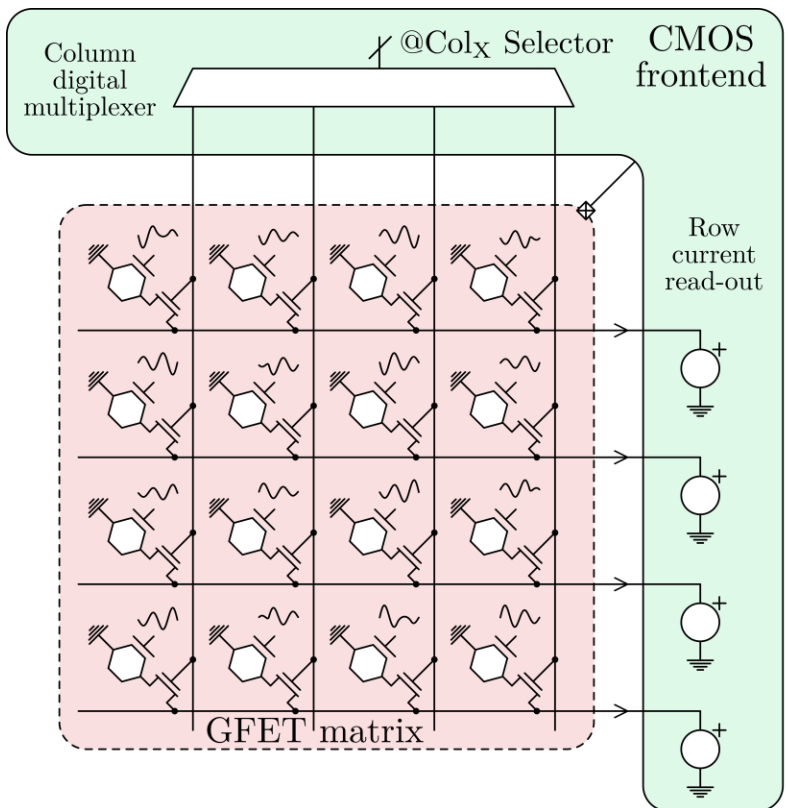 Column
digital
multiplexer
@ColX Selector
CMOS
frontend
Row
current
read-out
+
+
+
+
GFET matrix